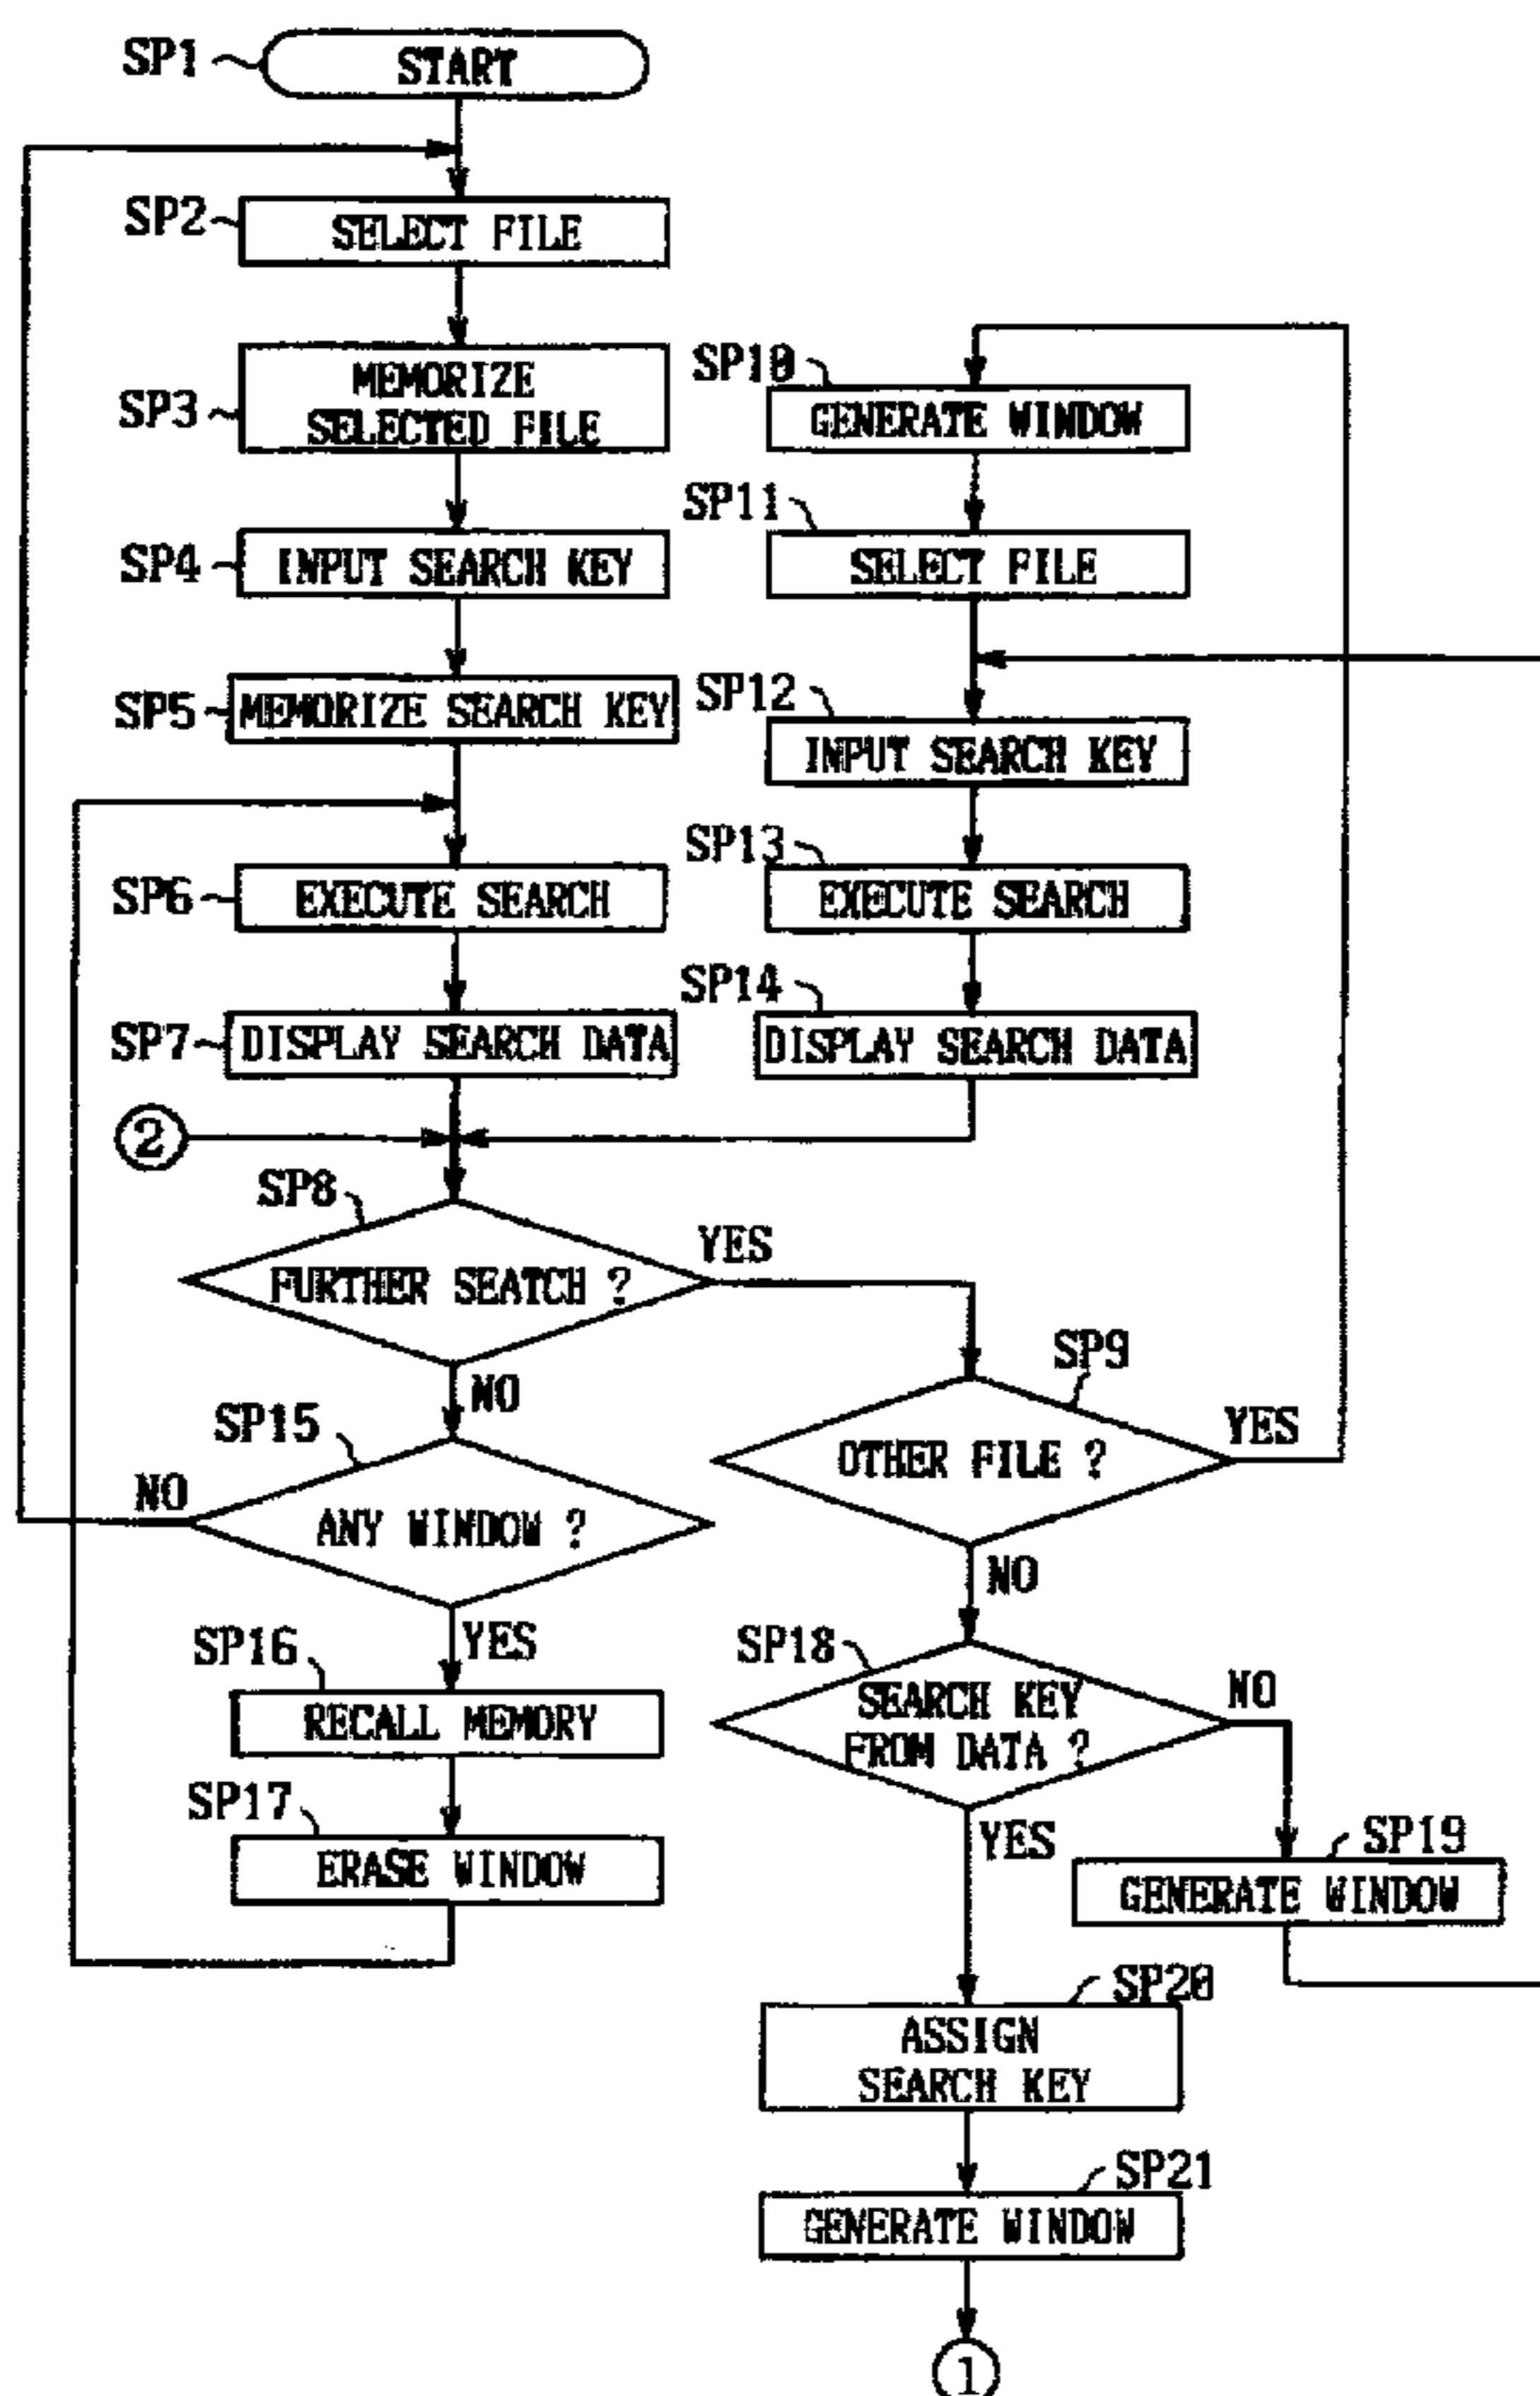 SP1 START
SP2 SELECT FILE
SP3 MEMORIZE
SELECTED FILE
SP4 INPUT SEARCH KEY
SP5 MEMORIZE SEARCH KEY
SP6 EXECUTE SEARCH
SP7 DISPLAY SEARCH DATA
2
SP8 FURTHER SEATCH ?
YES
NO
SP15 ANY WINDOW ?
NO
YES
SP16 RECALL MEMORY
SP17 ERASE WINDOW
SP10 GENERATE WINDOW
SP11 SELECT FILE
SP12 INPUT SEARCH KEY
SP13 EXECUTE SEARCH
SP14 DISPLAY SEARCH DATA
SP9 OTHER FILE ?
YES
NO
SP18 SEARCH KEY
FROM DATA ?
NO
YES
SP19 GENERATE WINDOW
SP20 ASSIGN
SEARCH KEY
SP21 GENERATE WINDOW
1